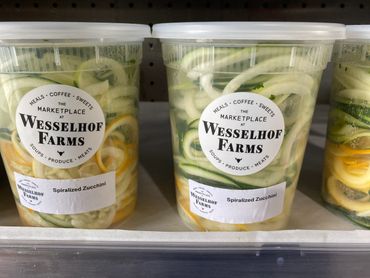 MEALS • COFFEE • SWEETS
THE
MARKETPLACE
AT
WESSELHOF
FARMS
SOUPS • PRODUCE • MEATS
Spiralized Zucchini
MEALS • COFFEE • SWEETS
THE
MARKETPLACE
AT
WESSELHOF
FARMS
SOUPS • PRODUCE • MEATS
Spiralized Zucchini